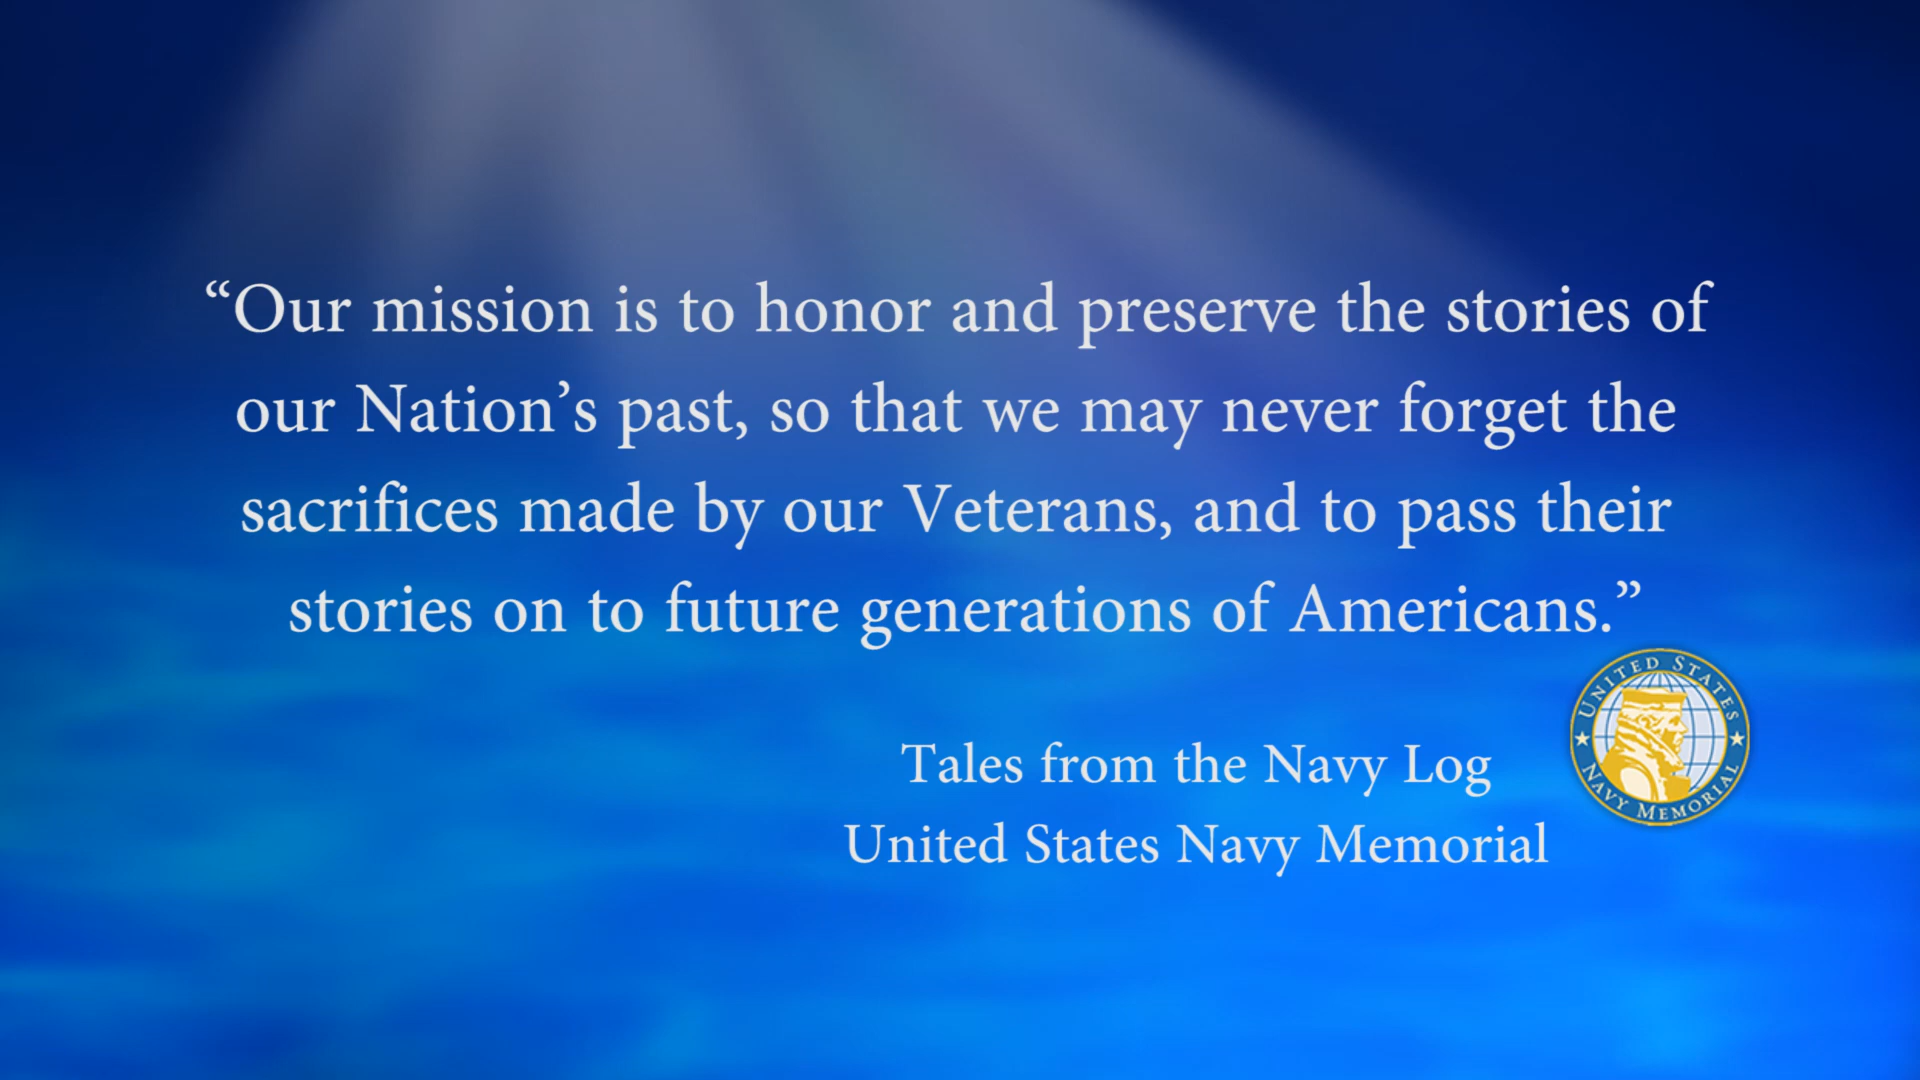 “Our mission is to honor and preserve the stories of
our Nation’s past, so that we may never forget the
sacrifices made by our Veterans, and to pass their
stories on to future generations of Americans.”
Tales from the Navy Log
United States Navy Memorial
UNITED STATES
NAVY MEMORIAL